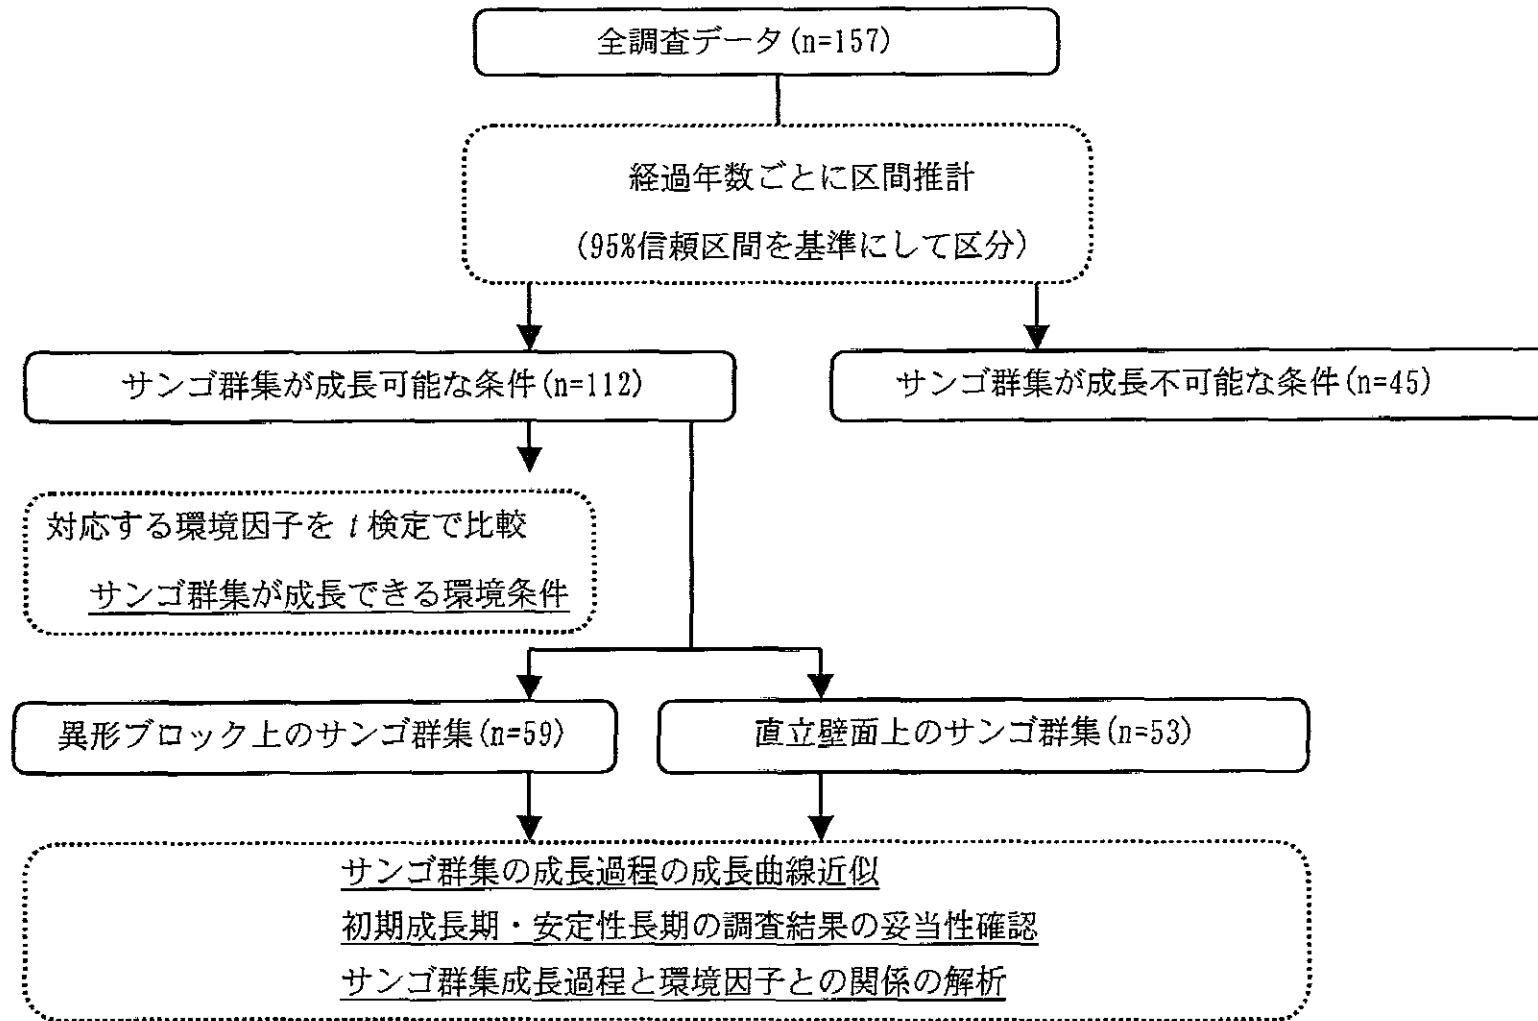 全調査データ(n=157)
経過年数ごとに区間推計
(95%信頼区間を基準にして区分)
サンゴ群集が成長可能な条件(n=112)
サンゴ群集が成長不可能な条件(n=45)
対応する環境因子を t 検定で比較
サンゴ群集が成長できる環境条件
異形ブロック上のサンゴ群集(n=59)
直立壁面上のサンゴ群集(n=53)
サンゴ群集の成長過程の成長曲線近似
初期成長期・安定性長期の調査結果の妥当性確認
サンゴ群集成長過程と環境因子との関係の解析